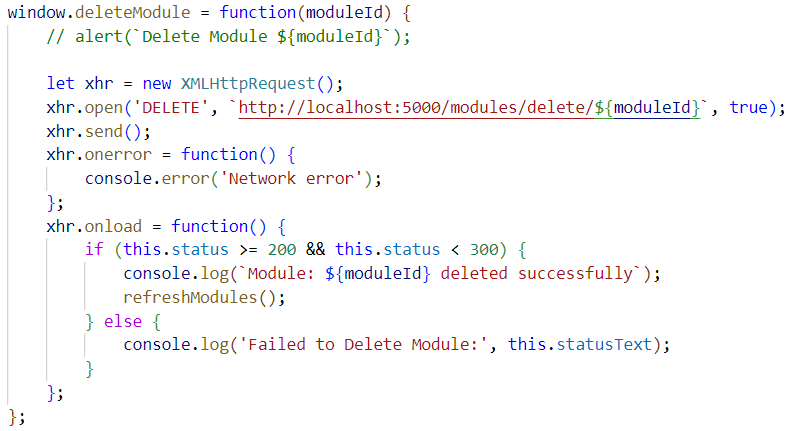 window.deleteModule = function(moduleId) {
    // alert(`Delete Module ${moduleId}`);

    let xhr = new XMLHttpRequest();
    xhr.open('DELETE', `http://localhost:5000/modules/delete/${moduleId}`, true);
    xhr.send();
    xhr.onerror = function() {
        console.error('Network error');
    };
    xhr.onload = function() {
        if (this.status >= 200 && this.status < 300) {
            console.log(`Module: ${moduleId} deleted successfully`);
            refreshModules();
        } else {
            console.log('Failed to Delete Module:', this.statusText);
        }
    };
};